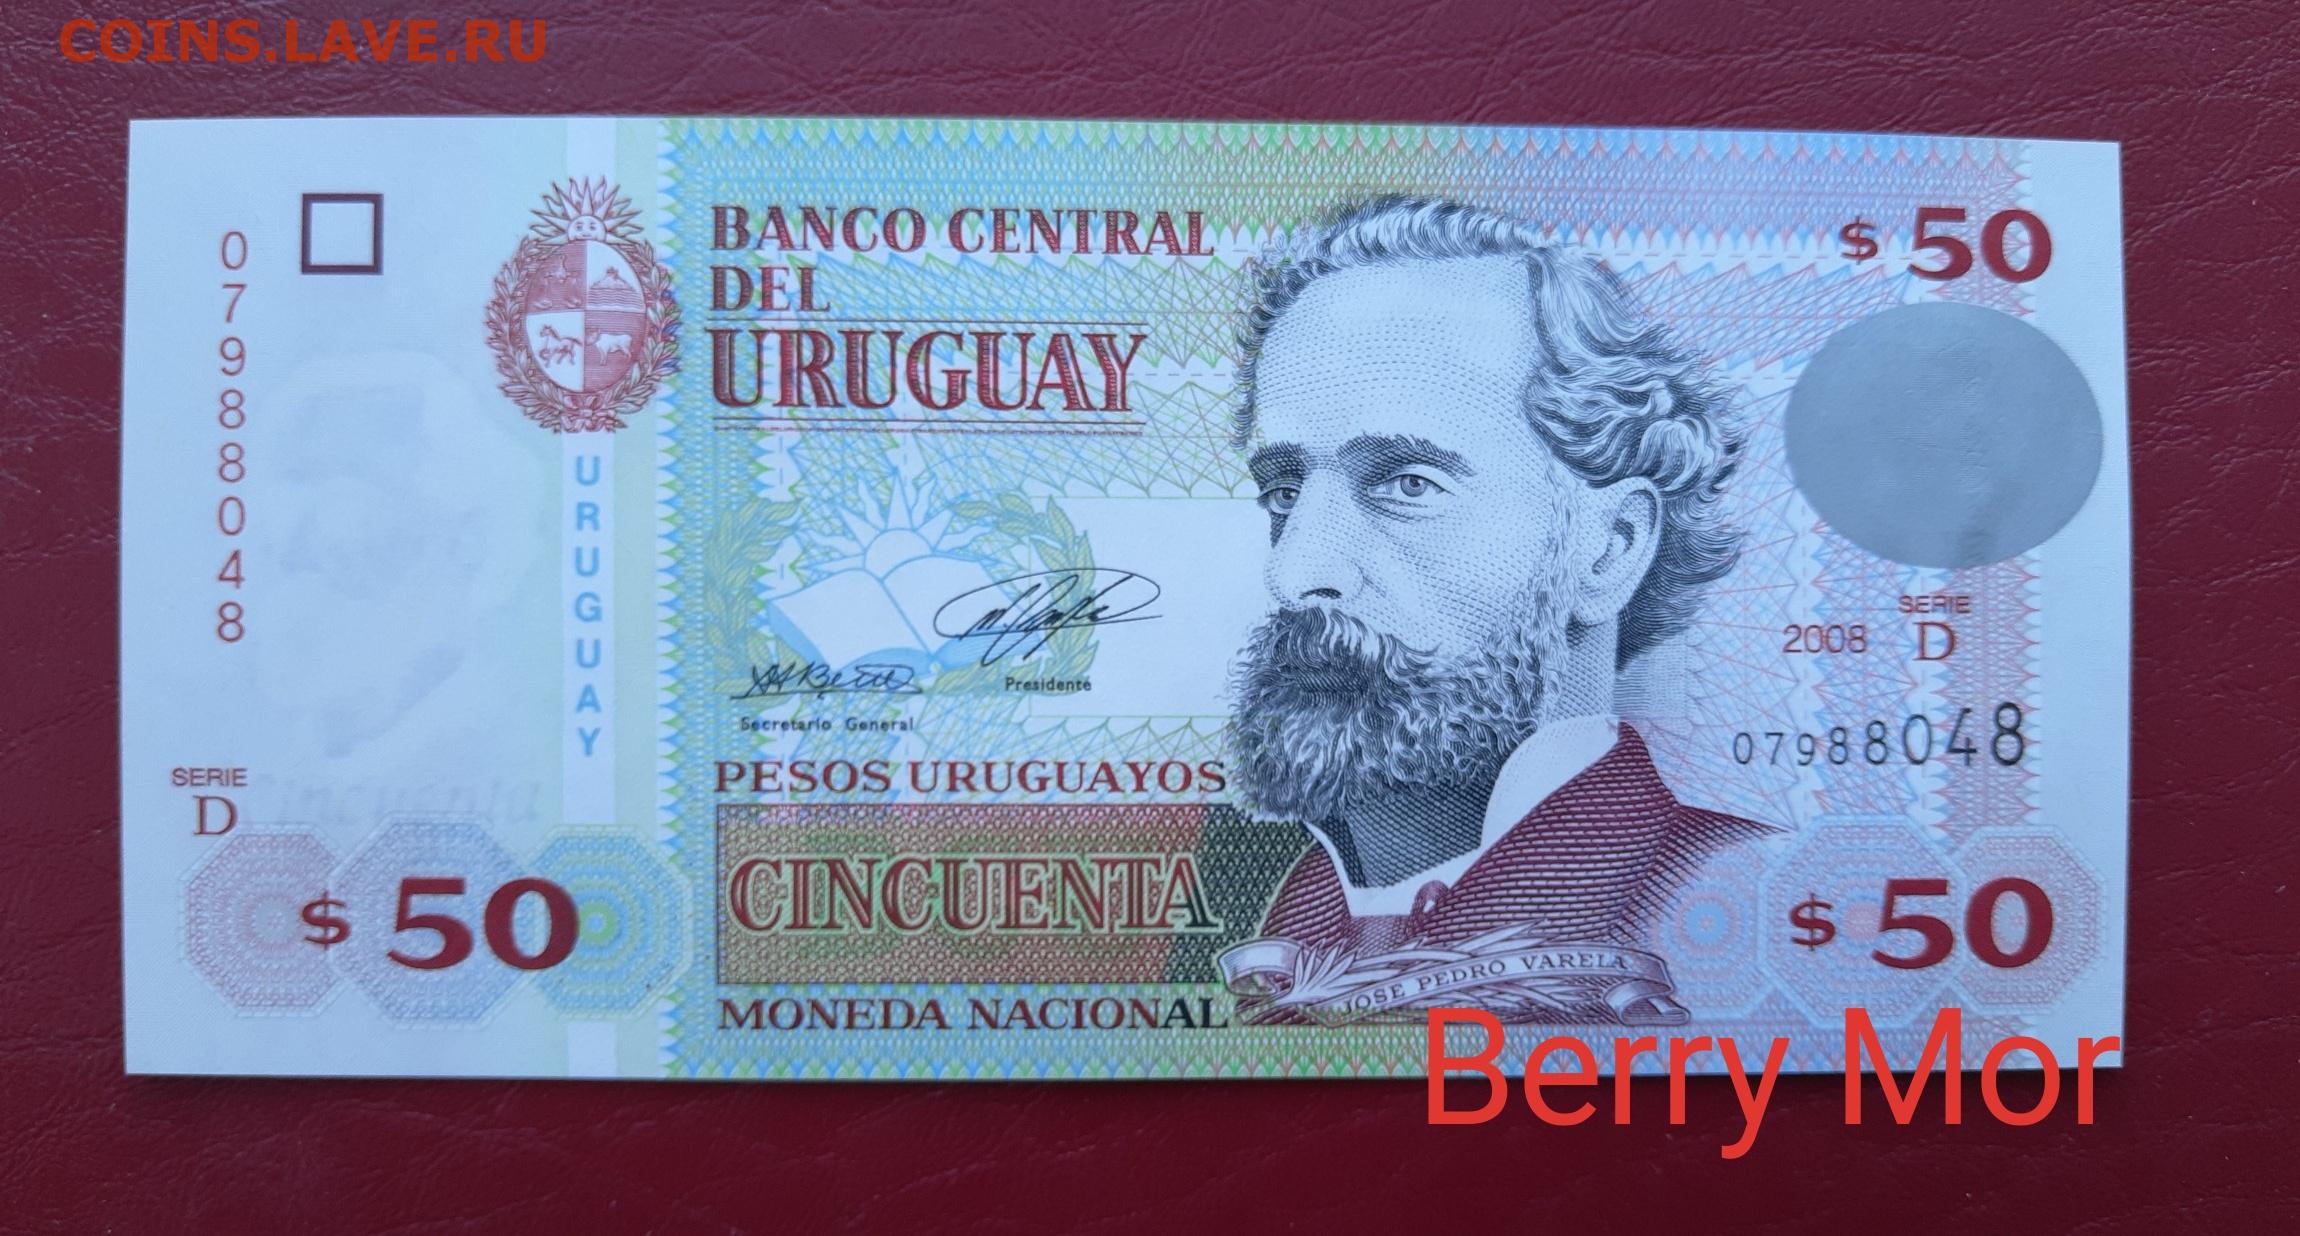 COINS.LAVE.RU
07988048
BANCO CENTRAL
DEL
URUGUAY
$ 50
URUGUAY
SERIE
2008 D
Presidente
Secretario General
07988048
PESOS URUGUAYOS
SERIE
D
Cincuenta
CINCUENTA
$ 50
$ 50
JOSE PEDRO VARELA
MONEDA NACIONAL
Berry Mor